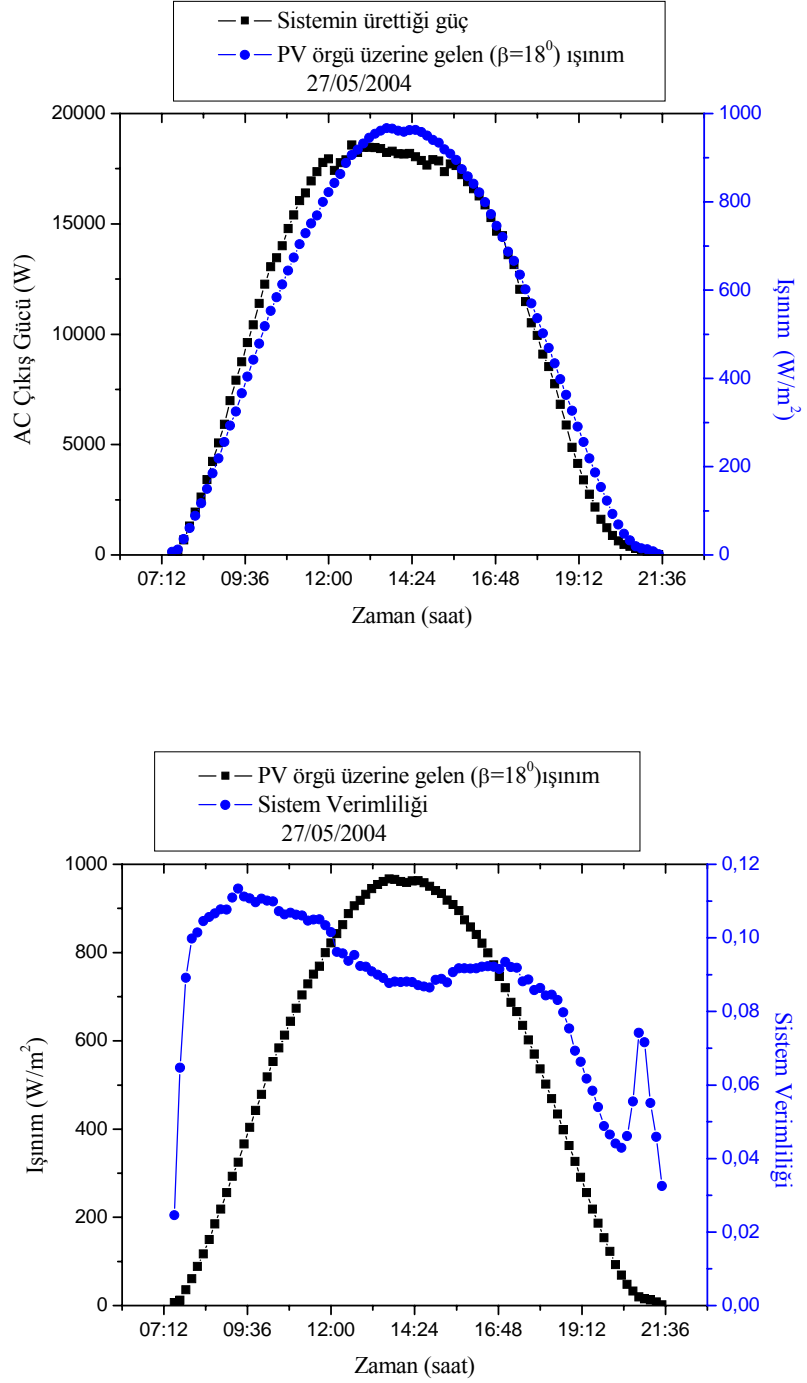 Sistemin ürettiği güç
PV örgü üzerine gelen (β=18⁰) ışınım
27/05/2004
20000
15000
10000
5000
0
1000
800
600
400
200
0
AC Çıkış Gücü (W)
Işınım (W/m²)
07:12 09:36 12:00 14:24 16:48 19:12 21:36
Zaman (saat)
PV örgü üzerine gelen (β=18⁰)ışınım
Sistem Verimliliği
27/05/2004
1000
800
600
400
200
0
0,12
0,10
0,08
0,06
0,04
0,02
0,00
Işınım (W/m²)
Sistem Verimliliği
07:12 09:36 12:00 14:24 16:48 19:12 21:36
Zaman (saat)